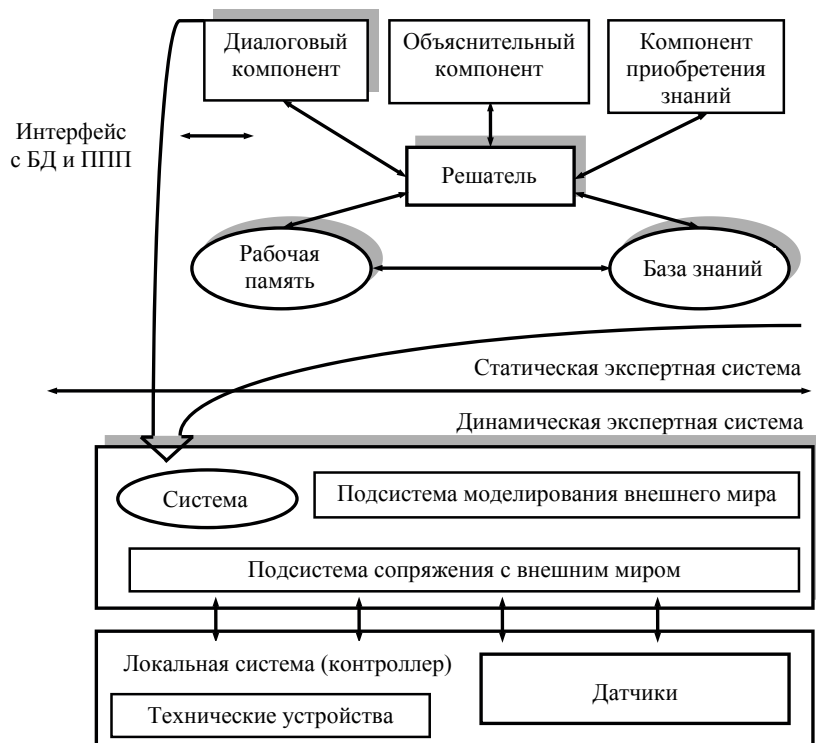 Диалоговый
компонент
Объяснительный
компонент
Компонент
приобретения
знаний
Интерфейс
с БД и ППП
Решатель
Рабочая
память
База знаний
Статическая экспертная система
Динамическая экспертная система
Система
Подсистема моделирования внешнего мира
Подсистема сопряжения с внешним миром
Локальная система (контроллер)
Датчики
Технические устройства